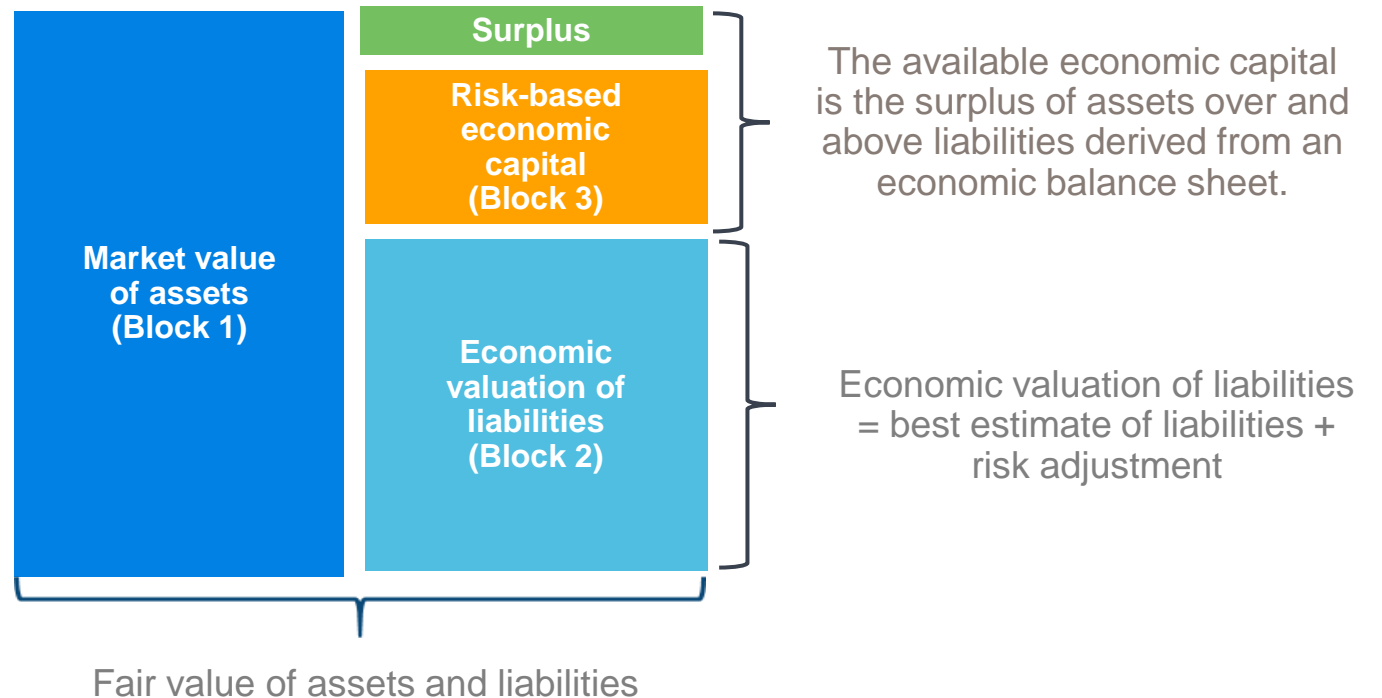 Surplus
Risk-based
economic
capital
(Block 3)
The available economic capital
is the surplus of assets over and
above liabilities derived from an
economic balance sheet.
Market value
of assets
(Block 1)
Economic
valuation of
liabilities
(Block 2)
Economic valuation of liabilities
= best estimate of liabilities +
risk adjustment
Fair value of assets and liabilities